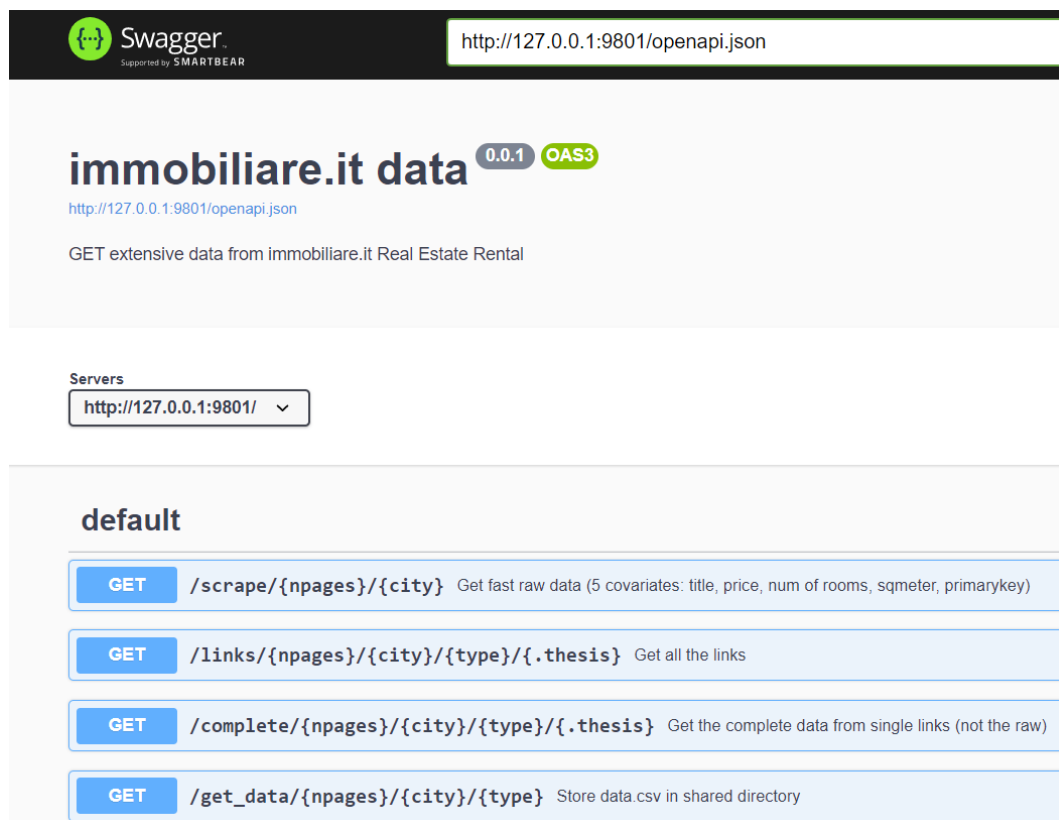 Swagger.
Supported by SMARTBEAR
http://127.0.0.1:9801/openapi.json
immobiliare.it data 0.0.1 OAS3
http://127.0.0.1:9801/openapi.json
GET extensive data from immobiliare.it Real Estate Rental
Servers
http://127.0.0.1:9801/
default
GET /scrape/{npages}/{city} Get fast raw data (5 covariates: title, price, num of rooms, sqmeter, primarykey)
GET /links/{npages}/{city}/{type}/{.thesis} Get all the links
GET /complete/{npages}/{city}/{type}/{.thesis} Get the complete data from single links (not the raw)
GET /get_data/{npages}/{city}/{type} Store data.csv in shared directory